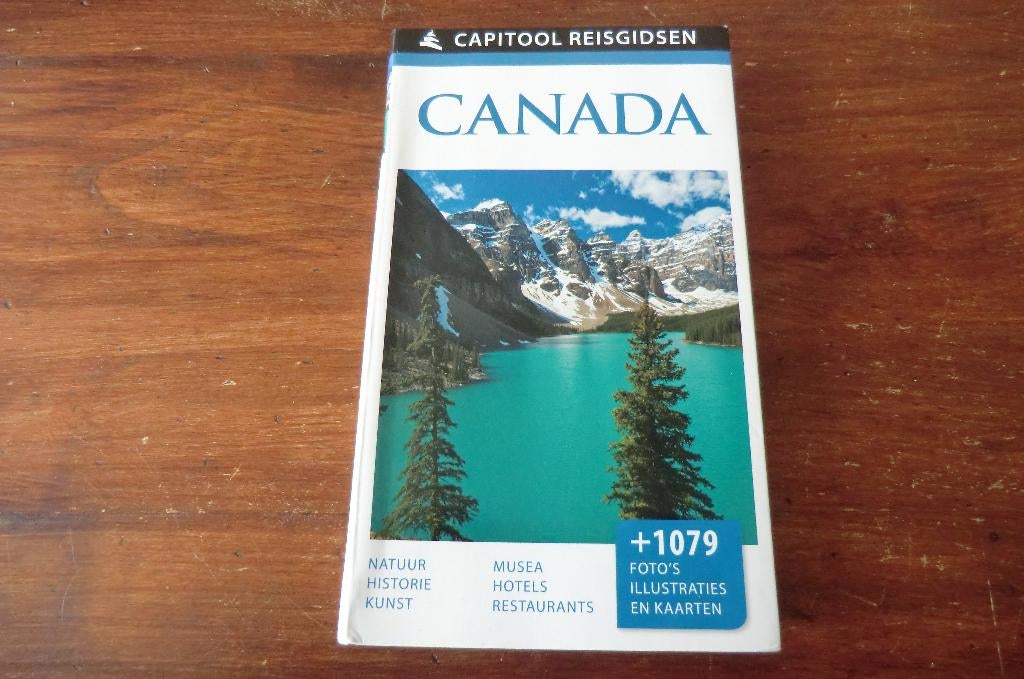 CAPITOOL REISGIDSEN
CANADA
NATUUR
HISTORIE
KUNST
MUSEA
HOTELS
RESTAURANTS
+1079
FOTO'S
ILLUSTRATIES
EN KAARTEN